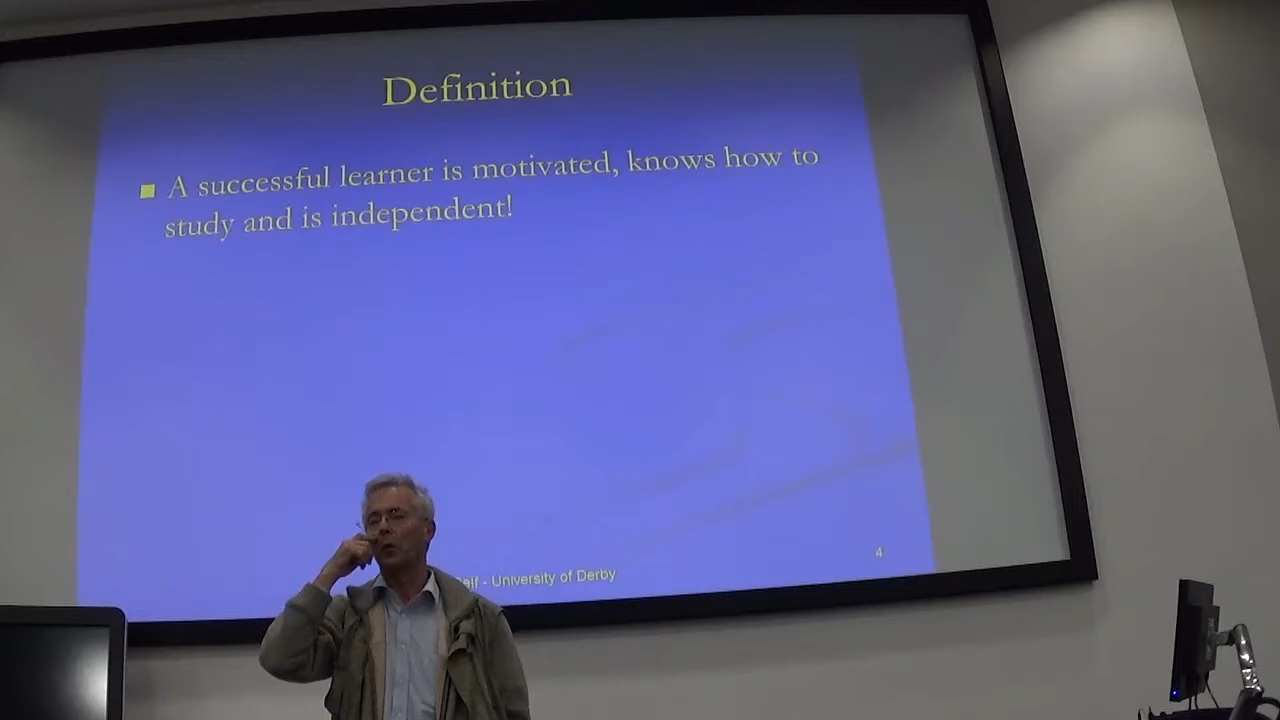 Definition
A successful learner is motivated, knows how to
study and is independent!
- University of Derby
4